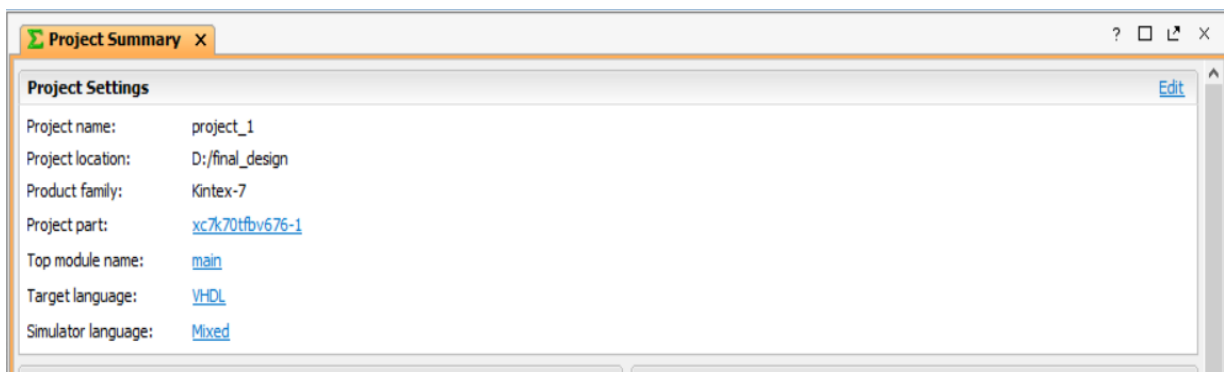 Project Summary X
?
Project Settings Edit
Project name: project_1
Project location: D:/final_design
Product family: Kintex-7
Project part: xc7k70tfbv676-1
Top module name: main
Target language: VHDL
Simulator language: Mixed